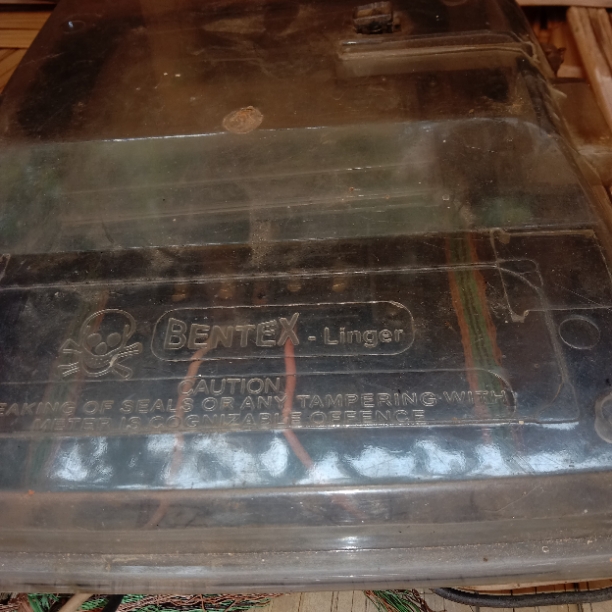 BENTEX - Linger
CAUTION
EAKING OF SEALS OR ANY TAMPERING WITH
METER IS COGNIZABLE OFFENCE